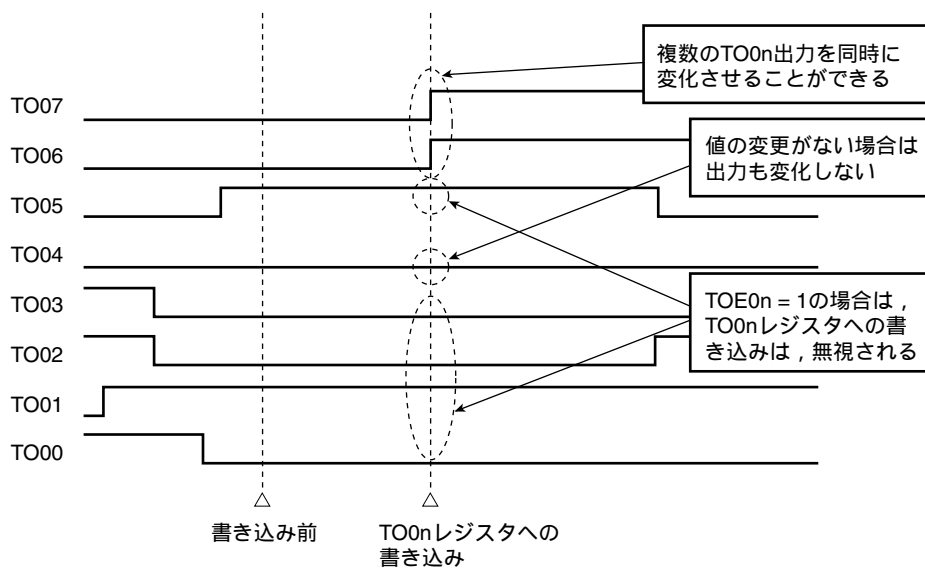 複数のTO0n出力を同時に
変化させることができる
TO07
TO06
値の変更がない場合は
出力も変化しない
TO05
TO04
TO03
TOE0n = 1の場合は，
TO0nレジスタへの書
き込みは，無視される
TO02
TO01
TO00
書き込み前
TO0nレジスタへの
書き込み